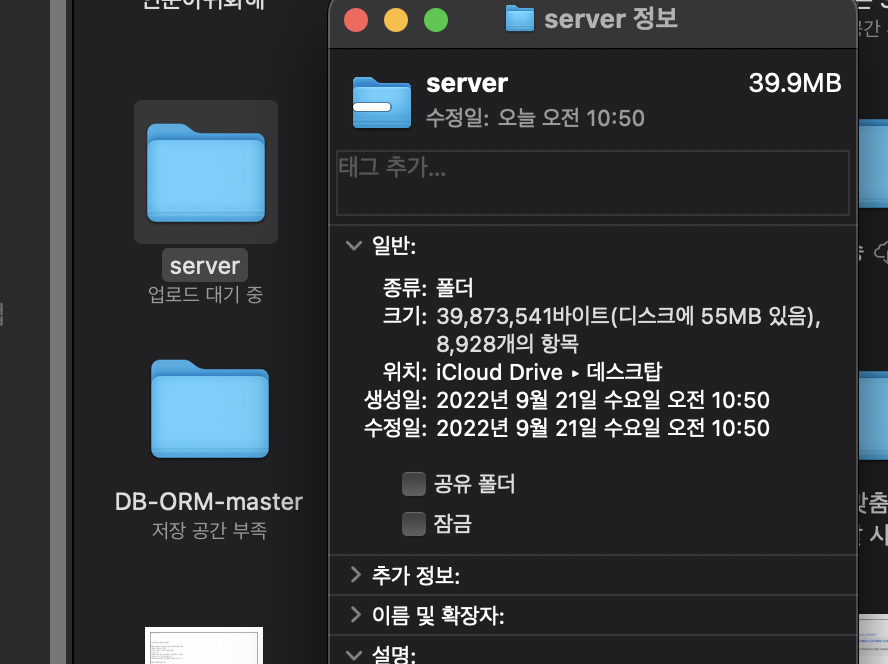 server 정보
server
39.9MB
수정일: 오늘 오전 10:50
태그 추가...
일반:
종류: 폴더
크기: 39,873,541바이트(디스크에 55MB 있음),
8,928개의 항목
위치: iCloud Drive ▸ 데스크탑
생성일: 2022년 9월 21일 수요일 오전 10:50
수정일: 2022년 9월 21일 수요일 오전 10:50
공유 폴더
잠금
추가 정보:
이름 및 확장자:
설명:
server
업로드 대기 중
DB-ORM-master
저장 공간 부족